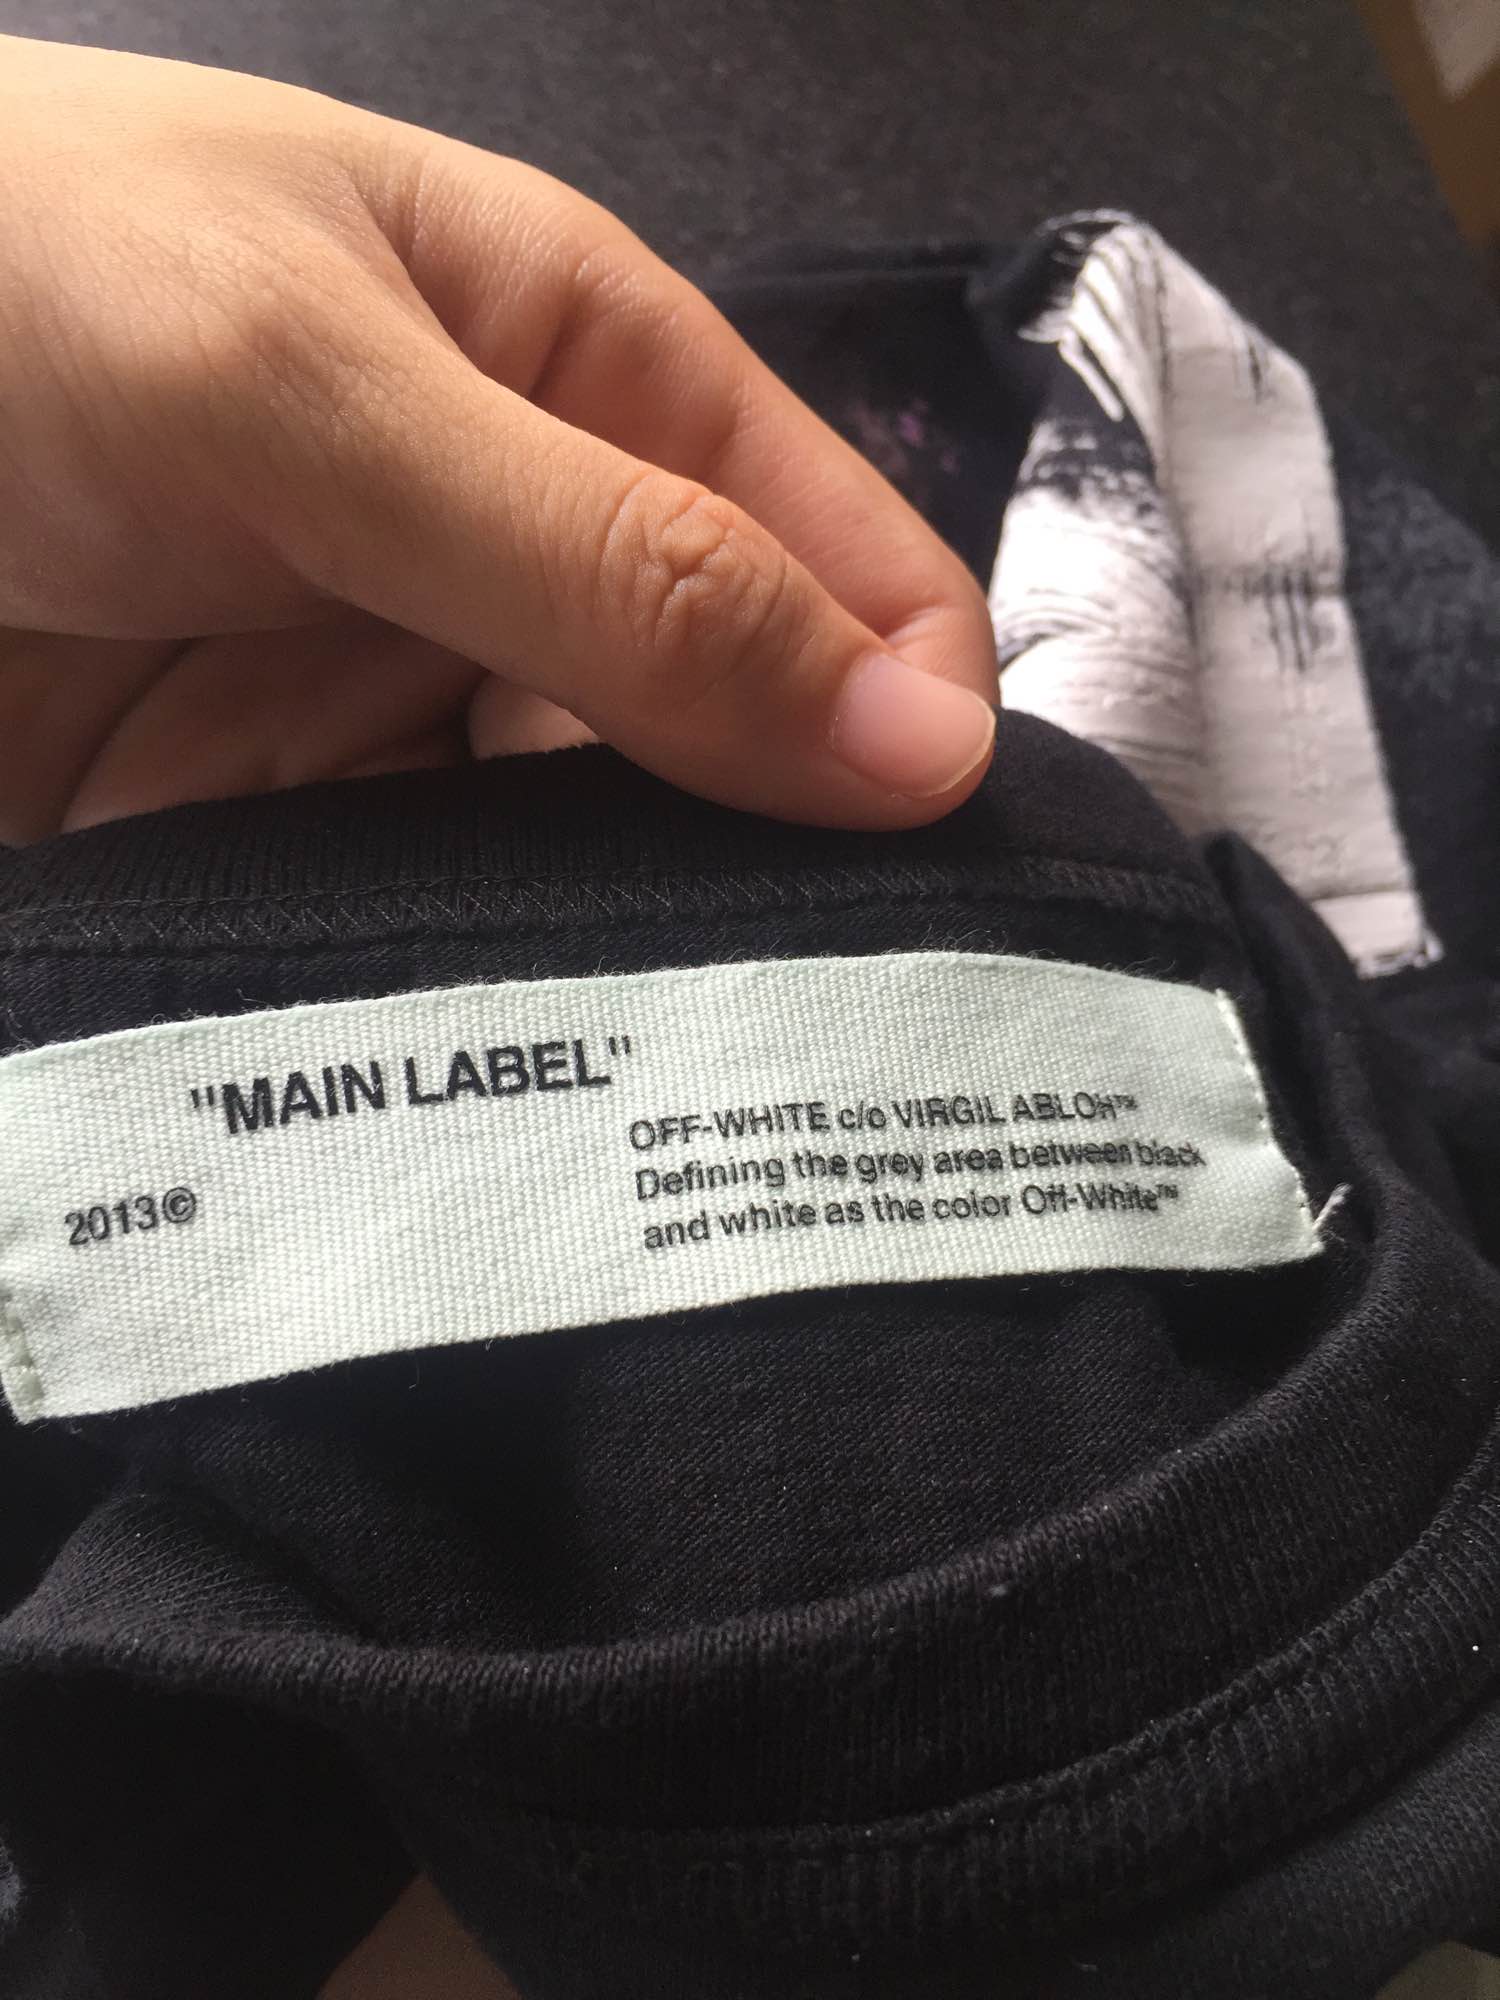 "MAIN LABEL"
2013©
OFF-WHITE c/o VIRGIL ABLOH™
Defining the grey area between black
and white as the color Off-White™